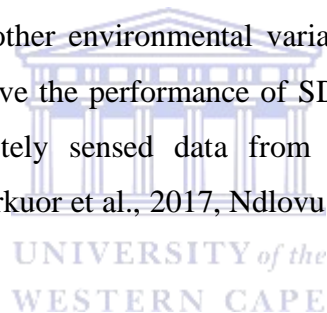 other environmental varia
ve the performance of SD
tely sensed data from
rkuor et al., 2017, Ndlovu
UNIVERSITY of the
WESTERN CAPE